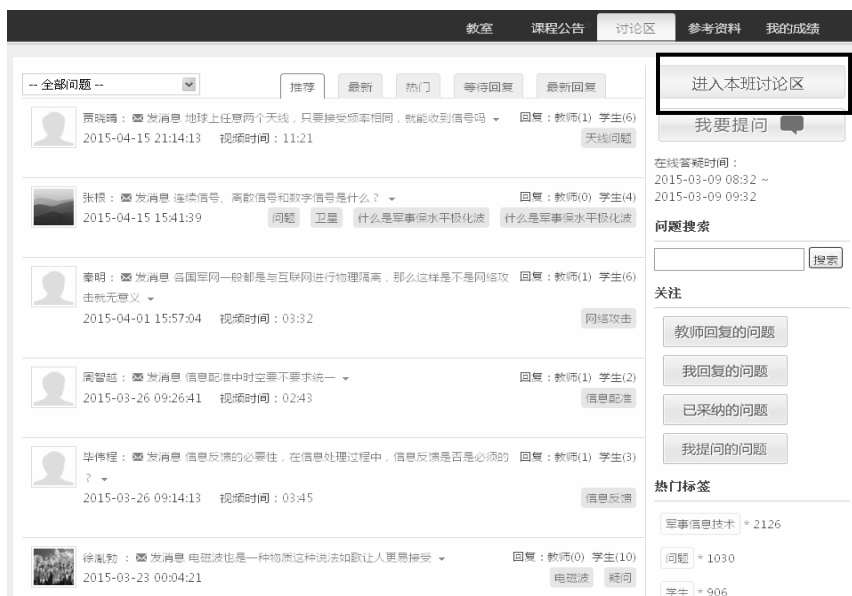 教室 课程公告 讨论区 参考资料 我的成绩
-- 全部问题 -- 推荐 最新 热门 等待回复 最新回复
贾晓晴： 发消息 地球上任意两个天线，只要接受频率相同，就能收到信号吗 回复：教师(1) 学生(6)
2015-04-15 21:14:13 视频时间：11:21 天线问题
张根： 发消息 连续信号、离散信号和数字信号是什么？ 回复：教师(0) 学生(4)
2015-04-15 15:41:39 问题 卫星 什么是军事保水平极化波 什么是军事保水平极化波
秦明： 发消息 各国军网一般都是与互联网进行物理隔离，那么这样是不是网络攻 回复：教师(1) 学生(6)
击就无意义
2015-04-01 15:57:04 视频时间：03:32 网络攻击
周智越： 发消息 信息配准中时空要不要求统一 回复：教师(1) 学生(2)
2015-03-26 09:26:41 视频时间：02:43 信息配准
毕伟程： 发消息 信息反馈的必要性，在信息处理过程中，信息反馈是否是必须的 回复：教师(1) 学生(3)
？
2015-03-26 09:14:13 视频时间：03:45 信息反馈
徐胤勃： 发消息 电磁波也是一种物质这种说法如歌让人更易接受 回复：教师(0) 学生(10)
2015-03-23 00:04:21 电磁波 疑问
进入本班讨论区
我要提问
在线答疑时间：
2015-03-09 08:32 ~
2015-03-09 09:32
问题搜索
搜索
关注
教师回复的问题
我回复的问题
已采纳的问题
我提问的问题
热门标签
军事信息技术 * 2126
问题 * 1030
学生 * 906